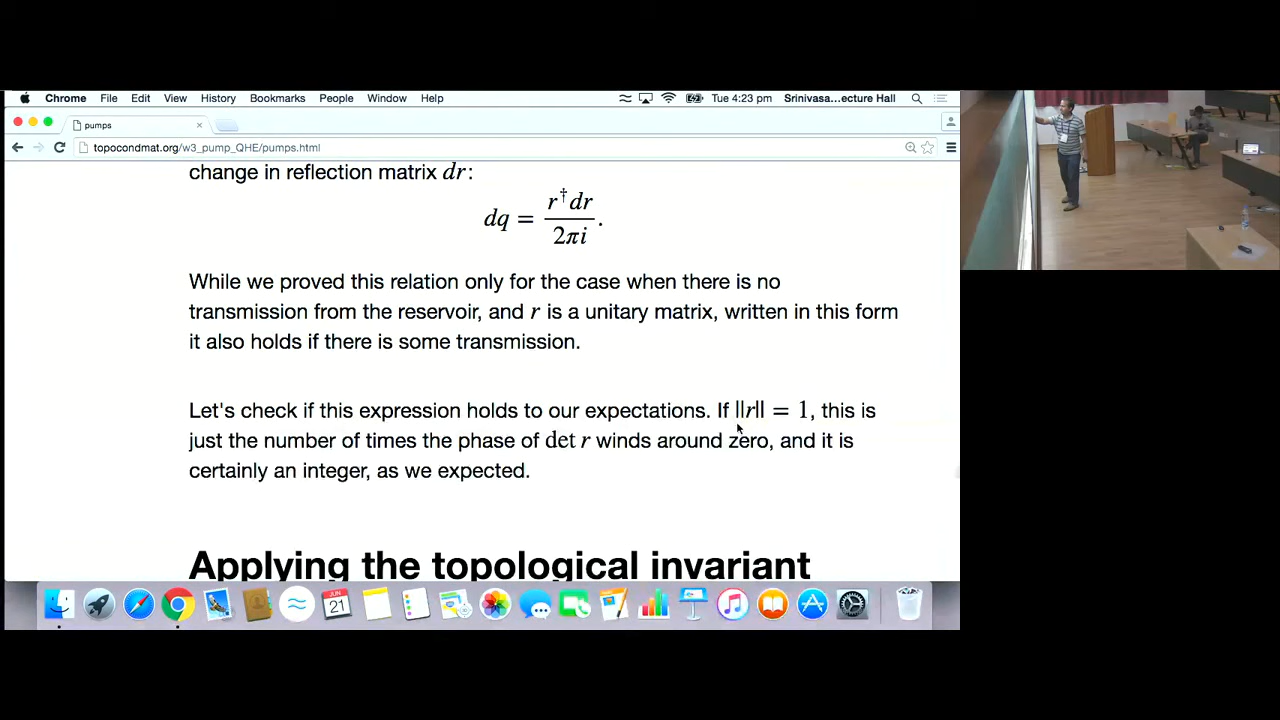 Chrome File Edit View History Bookmarks People Window Help Tue 4:23 pm Srinivasa...ecture Hall
pumps
topocondmat.org/w3_pump_QHE/pumps.html
change in reflection matrix dr:
dq = r†dr / 2πi.
While we proved this relation only for the case when there is no
transmission from the reservoir, and r is a unitary matrix, written in this form
it also holds if there is some transmission.
Let's check if this expression holds to our expectations. If ||r|| = 1, this is
just the number of times the phase of det r winds around zero, and it is
certainly an integer, as we expected.
Applying the topological invariant
JUN
21